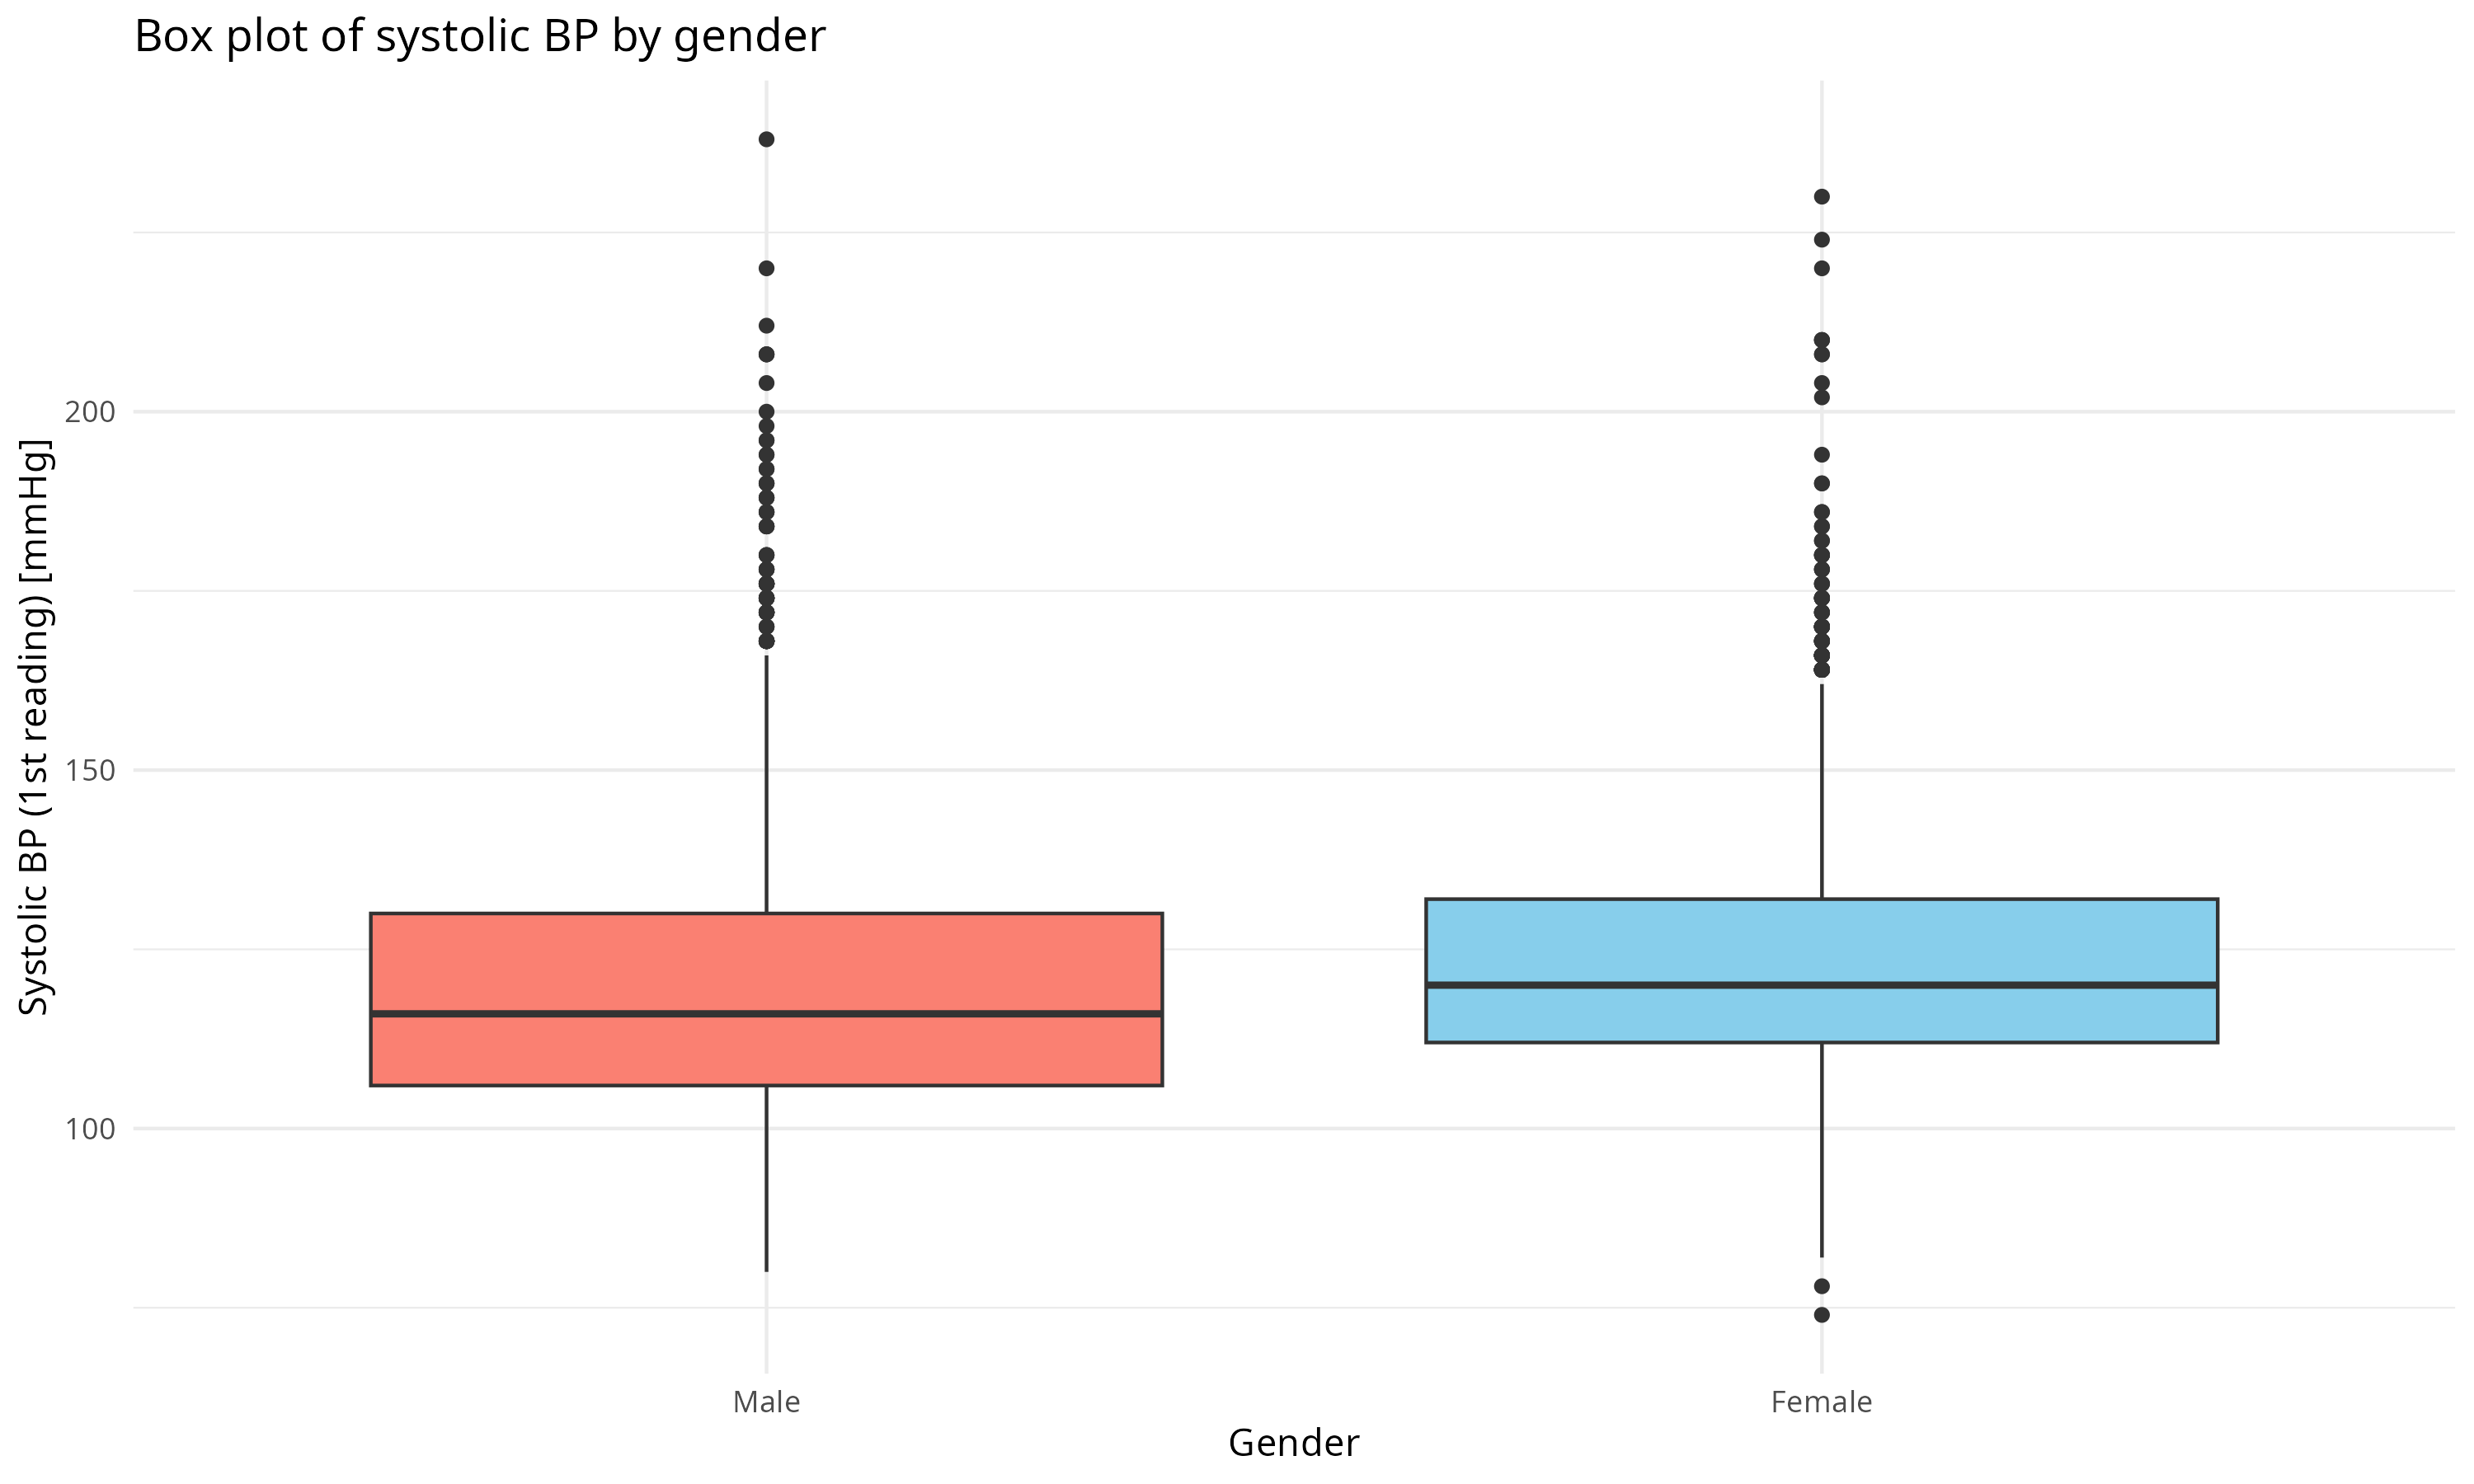 Box plot of systolic BP by gender
Systolic BP (1st reading) [mmHg]
200
150
100
Male
Female
Gender